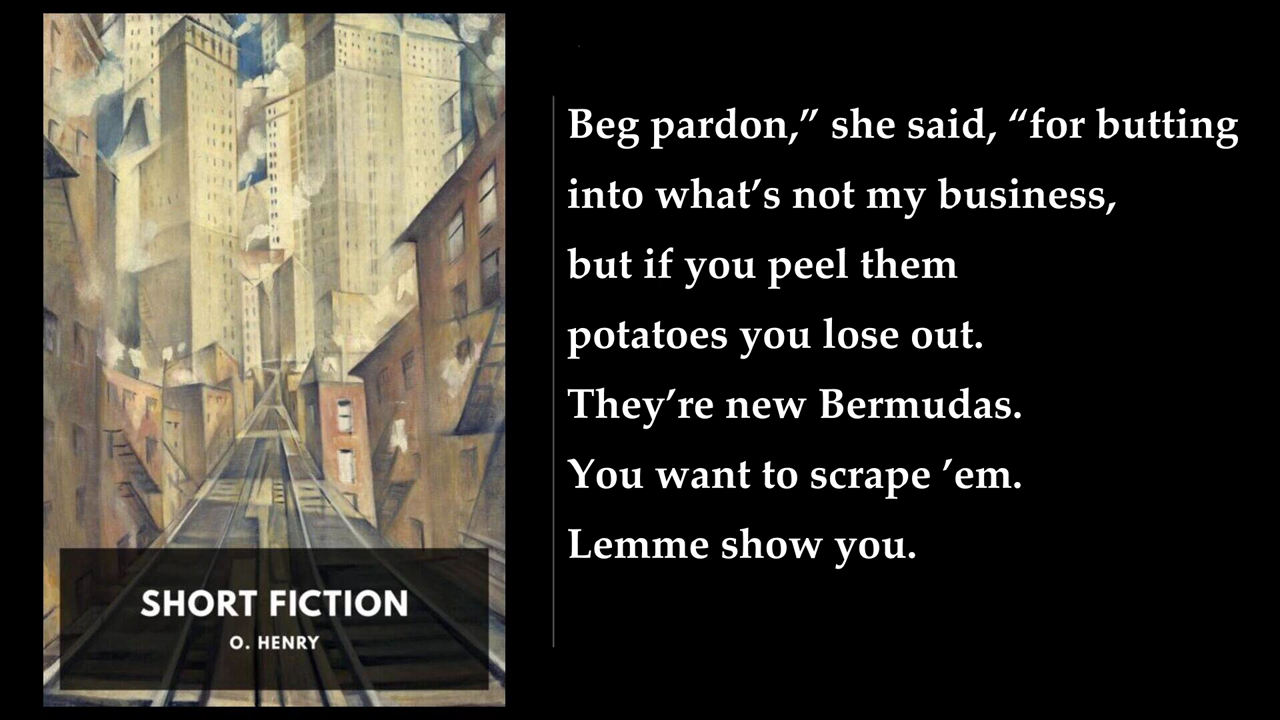 Beg pardon,” she said, “for butting
into what’s not my business,
but if you peel them
potatoes you lose out.
They’re new Bermudas.
You want to scrape ’em.
Lemme show you.
SHORT FICTION
O. HENRY